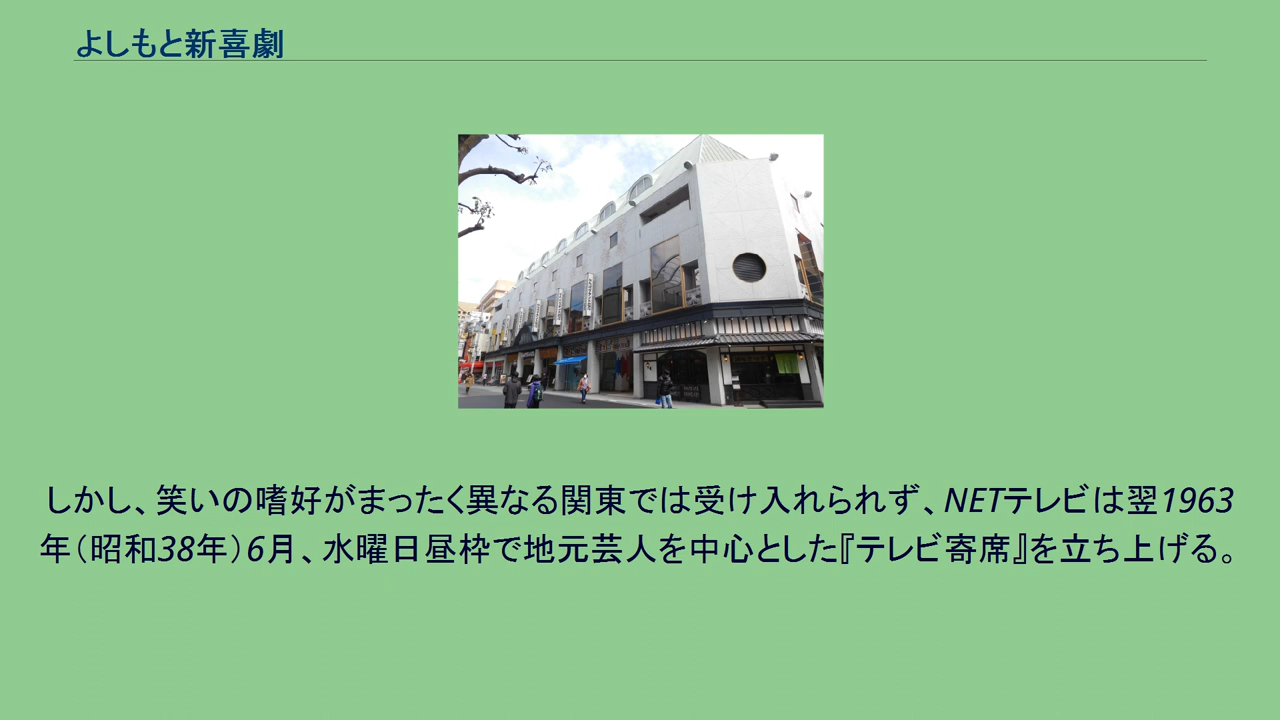 よしもと新喜劇
しかし、笑いの嗜好がまったく異なる関東では受け入れられず、NETテレビは翌1963
年（昭和38年）6月、水曜日昼枠で地元芸人を中心とした『テレビ寄席』を立ち上げる。